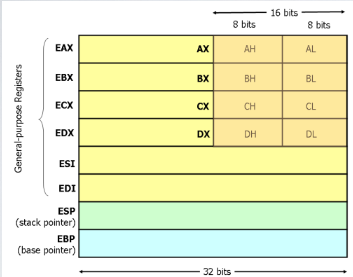 16 bits
8 bits 8 bits
General-purpose Registers
EAX AX AH AL
EBX BX BH BL
ECX CX CH CL
EDX DX DH DL
ESI
EDI
ESP
(stack pointer)
EBP
(base pointer)
32 bits